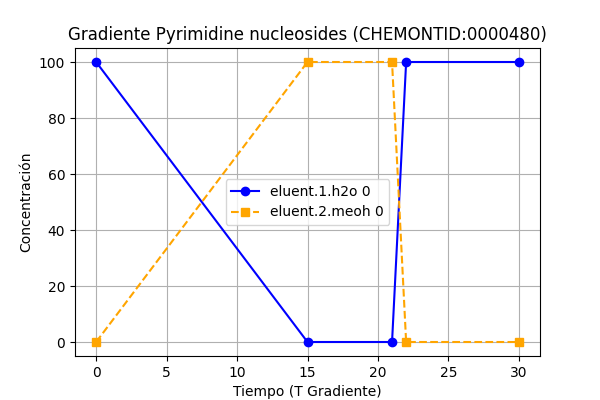 Gradiente Pyrimidine nucleosides (CHEMONTID:0000480)
100
80
60
40
20
0
Concentración
eluent.1.h2o 0
eluent.2.meoh 0
0 5 10 15 20 25 30
Tiempo (T Gradiente)